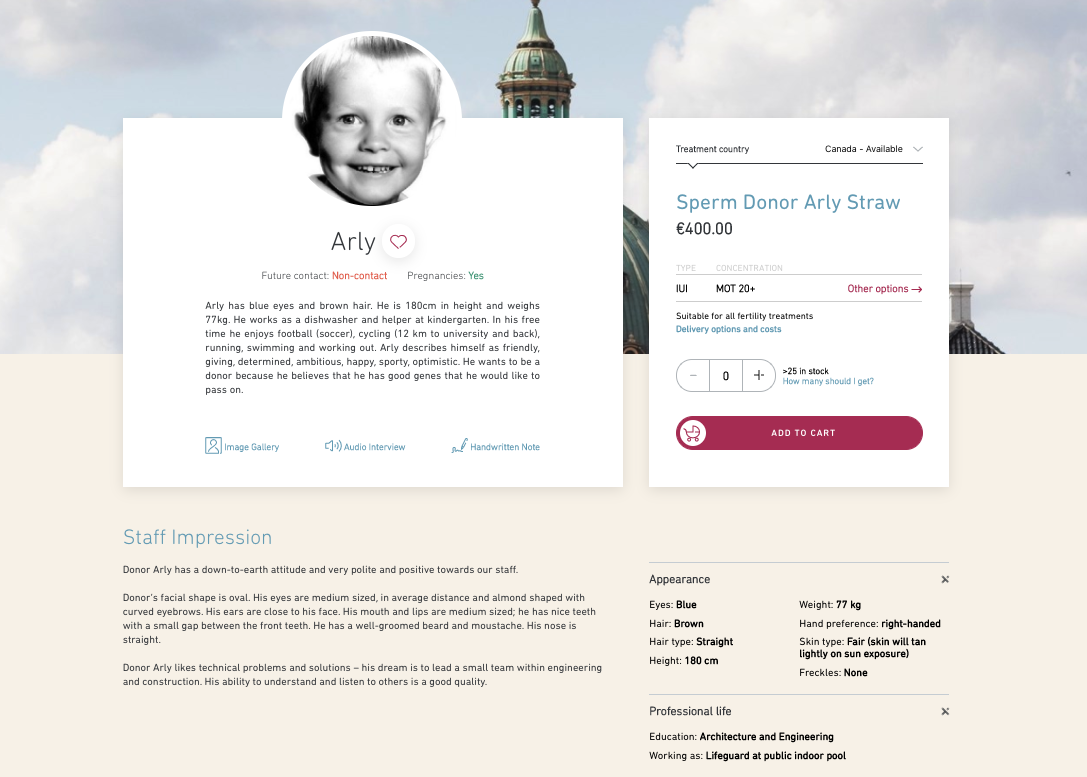 Arly
Future contact: Non-contact Pregnancies: Yes
Arly has blue eyes and brown hair. He is 180cm in height and weighs
77kg. He works as a dishwasher and helper at kindergarten. In his free
time he enjoys football (soccer), cycling (12 km to university and back),
running, swimming and working out. Arly describes himself as friendly,
giving, determined, ambitious, happy, sporty, optimistic. He wants to be a
donor because he believes that he has good genes that he would like to
pass on.
Image Gallery Audio Interview Handwritten Note
Treatment country Canada - Available
Sperm Donor Arly Straw
€400.00
TYPE CONCENTRATION
IUI MOT 20+ Other options →
Suitable for all fertility treatments
Delivery options and costs
− 0 + >25 in stock
How many should I get?
ADD TO CART
Staff Impression
Donor Arly has a down-to-earth attitude and very polite and positive towards our staff.
Donor's facial shape is oval. His eyes are medium sized, in average distance and almond shaped with
curved eyebrows. His ears are close to his face. His mouth and lips are medium sized; he has nice teeth
with a small gap between the front teeth. He has a well-groomed beard and moustache. His nose is
straight.
Donor Arly likes technical problems and solutions – his dream is to lead a small team within engineering
and construction. His ability to understand and listen to others is a good quality.
Appearance
Eyes: Blue
Hair: Brown
Hair type: Straight
Height: 180 cm
Weight: 77 kg
Hand preference: right-handed
Skin type: Fair (skin will tan
lightly on sun exposure)
Freckles: None
Professional life
Education: Architecture and Engineering
Working as: Lifeguard at public indoor pool